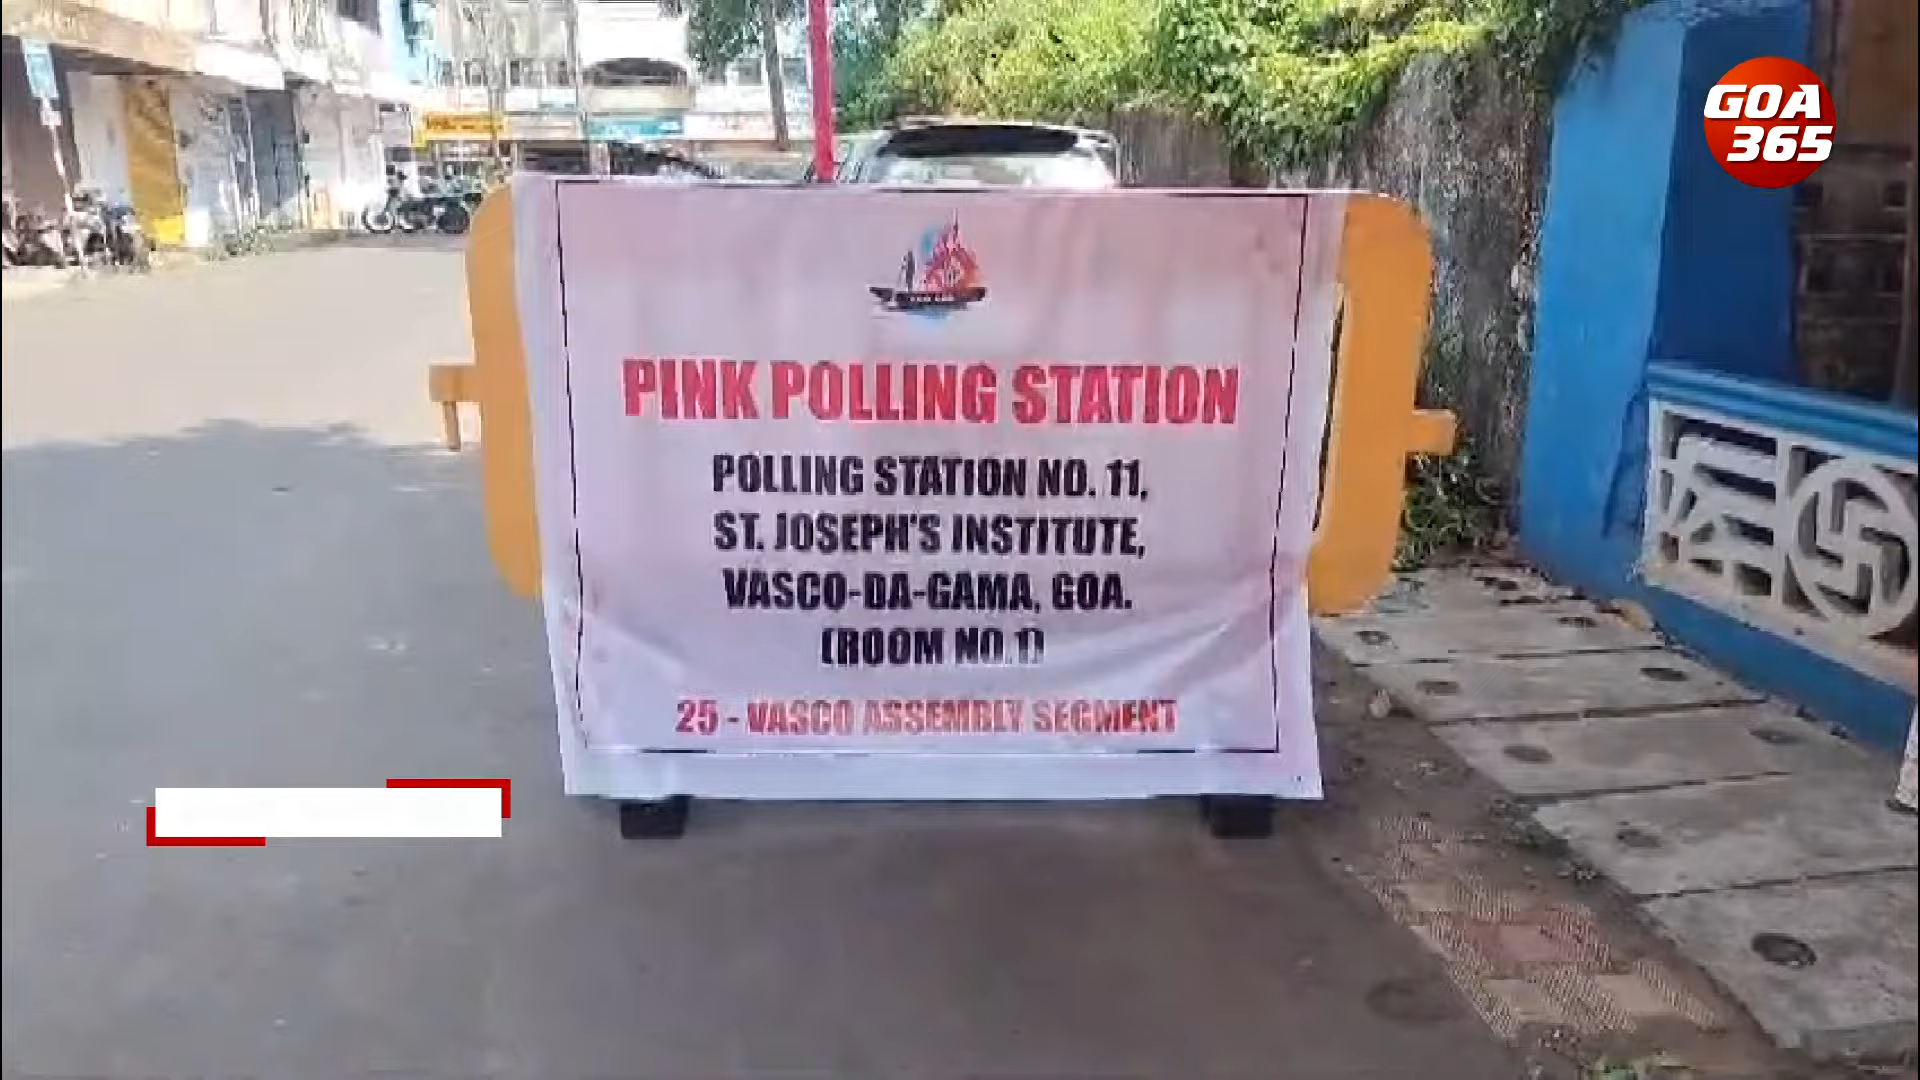 GOA
365
PINK POLLING STATION
POLLING STATION NO. 11,
ST. JOSEPH'S INSTITUTE,
VASCO-DA-GAMA, GOA.
(ROOM NO.1)
25 - VASCO ASSEMBLY SEGMENT